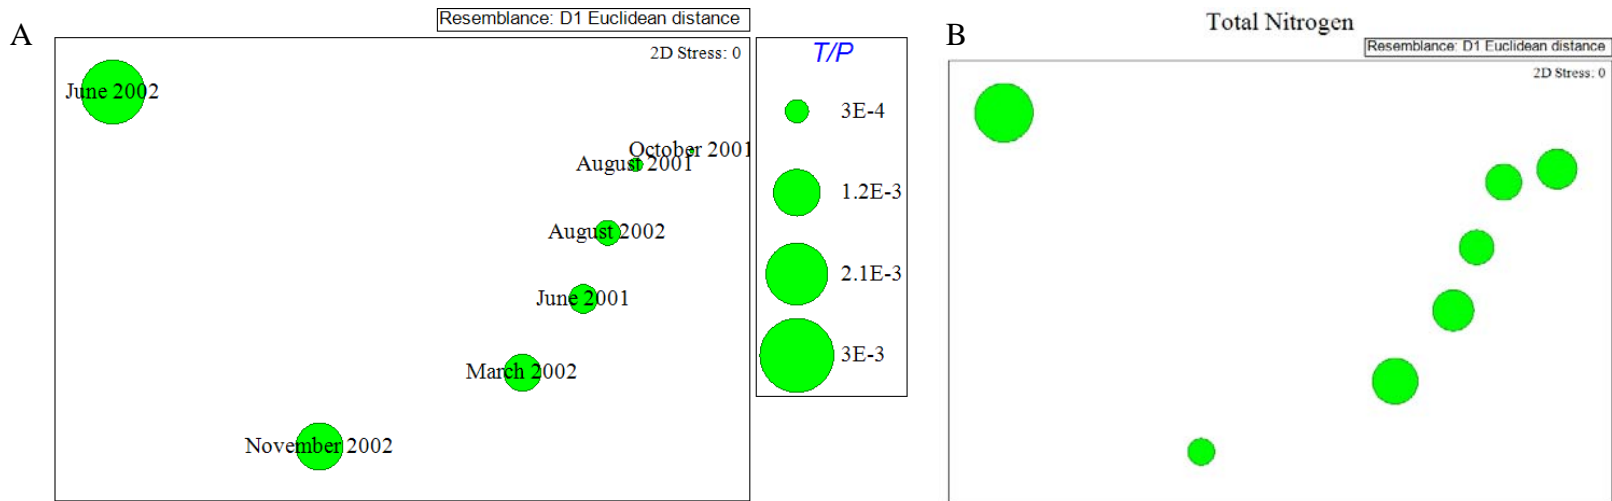 A
Resemblance: D1 Euclidean distance
2D Stress: 0
June 2002
October 2001
August 2001
August 2002
June 2001
March 2002
November 2002
T/P
3E-4
1.2E-3
2.1E-3
3E-3
B
Total Nitrogen
Resemblance: D1 Euclidean distance
2D Stress: 0